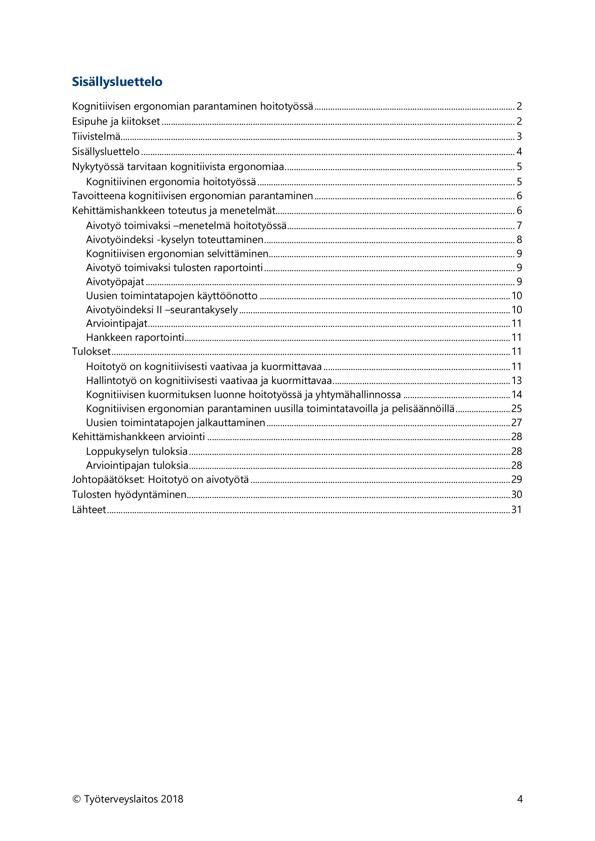 Sisällysluettelo
Kognitiivisen ergonomian parantaminen hoitotyössä 2
Esipuhe ja kiitokset 2
Tiivistelmä 3
Sisällysluettelo 4
Nykytyössä tarvitaan kognitiivista ergonomiaa 5
Kognitiivinen ergonomia hoitotyössä 5
Tavoitteena kognitiivisen ergonomian parantaminen 6
Kehittämishankkeen toteutus ja menetelmät 6
Aivotyö toimivaksi –menetelmä hoitotyössä 7
Aivotyöindeksi -kyselyn toteuttaminen 8
Kognitiivisen ergonomian selvittäminen 9
Aivotyö toimivaksi tulosten raportointi 9
Aivotyöpajat 9
Uusien toimintatapojen käyttöönotto 10
Aivotyöindeksi II –seurantakysely 10
Arviointipajat 11
Hankkeen raportointi 11
Tulokset 11
Hoitotyö on kognitiivisesti vaativaa ja kuormittavaa 11
Hallintotyö on kognitiivisesti vaativaa ja kuormittavaa 13
Kognitiivisen kuormituksen luonne hoitotyössä ja yhtymähallinnossa 14
Kognitiivisen ergonomian parantaminen uusilla toimintatavoilla ja pelisäännöillä 25
Uusien toimintatapojen jalkauttaminen 27
Kehittämishankkeen arviointi 28
Loppukyselyn tuloksia 28
Arviointipajan tuloksia 28
Johtopäätökset: Hoitotyö on aivotyötä 29
Tulosten hyödyntäminen 30
Lähteet 31
© Työterveyslaitos 2018 4